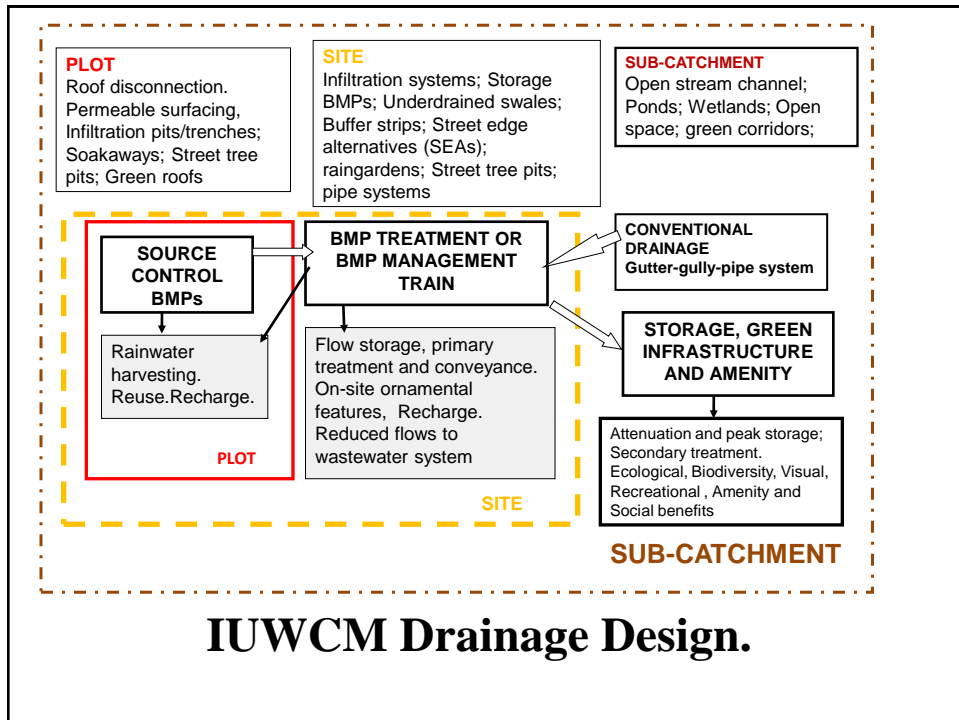 PLOT
Roof disconnection.
Permeable surfacing,
Infiltration pits/trenches;
Soakaways; Street tree
pits; Green roofs
SITE
Infiltration systems; Storage
BMPs; Underdrained swales;
Buffer strips; Street edge
alternatives (SEAs);
raingardens; Street tree pits;
pipe systems
SUB-CATCHMENT
Open stream channel;
Ponds; Wetlands; Open
space; green corridors;
SOURCE
CONTROL
BMPs
BMP TREATMENT OR
BMP MANAGEMENT
TRAIN
CONVENTIONAL
DRAINAGE
Gutter-gully-pipe system
Rainwater
harvesting.
Reuse.Recharge.
PLOT
Flow storage, primary
treatment and conveyance.
On-site ornamental
features, Recharge.
Reduced flows to
wastewater system
SITE
STORAGE, GREEN
INFRASTRUCTURE
AND AMENITY
Attenuation and peak storage;
Secondary treatment.
Ecological, Biodiversity, Visual,
Recreational , Amenity and
Social benefits
SUB-CATCHMENT
IUWCM Drainage Design.